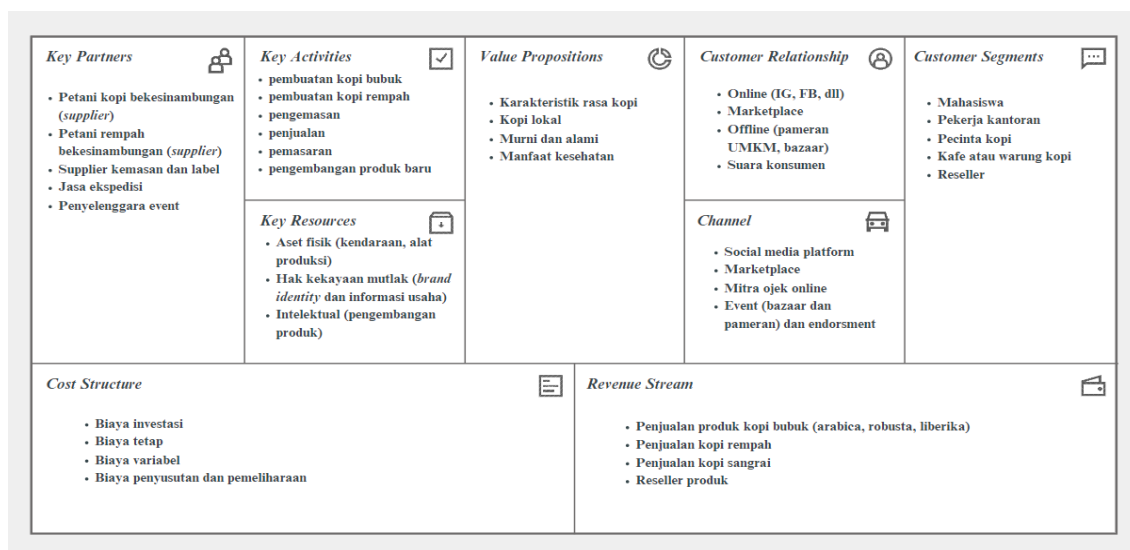 Key Partners
• Petani kopi bekesinambungan
(supplier)
• Petani rempah
bekesinambungan (supplier)
• Supplier kemasan dan label
• Jasa ekspedisi
• Penyelenggara event
Key Activities
• pembuatan kopi bubuk
• pembuatan kopi rempah
• pengemasan
• penjualan
• pemasaran
• pengembangan produk baru
Key Resources
• Aset fisik (kendaraan, alat
produksi)
• Hak kekayaan mutlak (brand
identity dan informasi usaha)
• Intelektual (pengembangan
produk)
Value Propositions
• Karakteristik rasa kopi
• Kopi lokal
• Murni dan alami
• Manfaat kesehatan
Customer Relationship
• Online (IG, FB, dll)
• Marketplace
• Offline (pameran
UMKM, bazaar)
• Suara konsumen
Channel
• Social media platform
• Marketplace
• Mitra ojek online
• Event (bazaar dan
pameran) dan endorsment
Customer Segments
• Mahasiswa
• Pekerja kantoran
• Pecinta kopi
• Kafe atau warung kopi
• Reseller
Cost Structure
• Biaya investasi
• Biaya tetap
• Biaya variabel
• Biaya penyusutan dan pemeliharaan
Revenue Stream
• Penjualan produk kopi bubuk (arabica, robusta, liberika)
• Penjualan kopi rempah
• Penjualan kopi sangrai
• Reseller produk